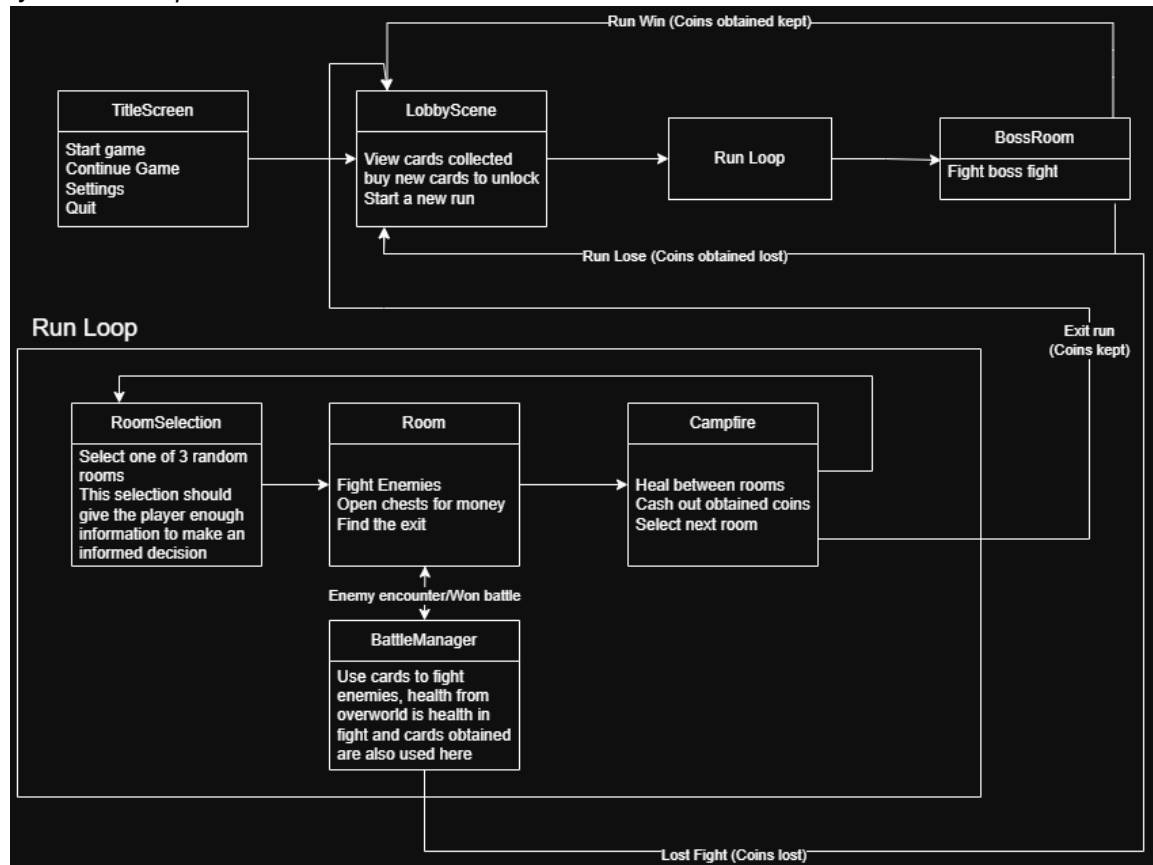 Run Win (Coins obtained kept)
TitleScreen
Start game
Continue Game
Settings
Quit
LobbyScene
View cards collected
buy new cards to unlock
Start a new run
Run Loop
BossRoom
Fight boss fight
Run Lose (Coins obtained lost)
Exit run
(Coins kept)
Run Loop
RoomSelection
Select one of 3 random
rooms
This selection should
give the player enough
information to make an
informed decision
Room
Fight Enemies
Open chests for money
Find the exit
Campfire
Heal between rooms
Cash out obtained coins
Select next room
Enemy encounter/Won battle
BattleManager
Use cards to fight
enemies, health from
overworld is health in
fight and cards obtained
are also used here
Lost Fight (Coins lost)